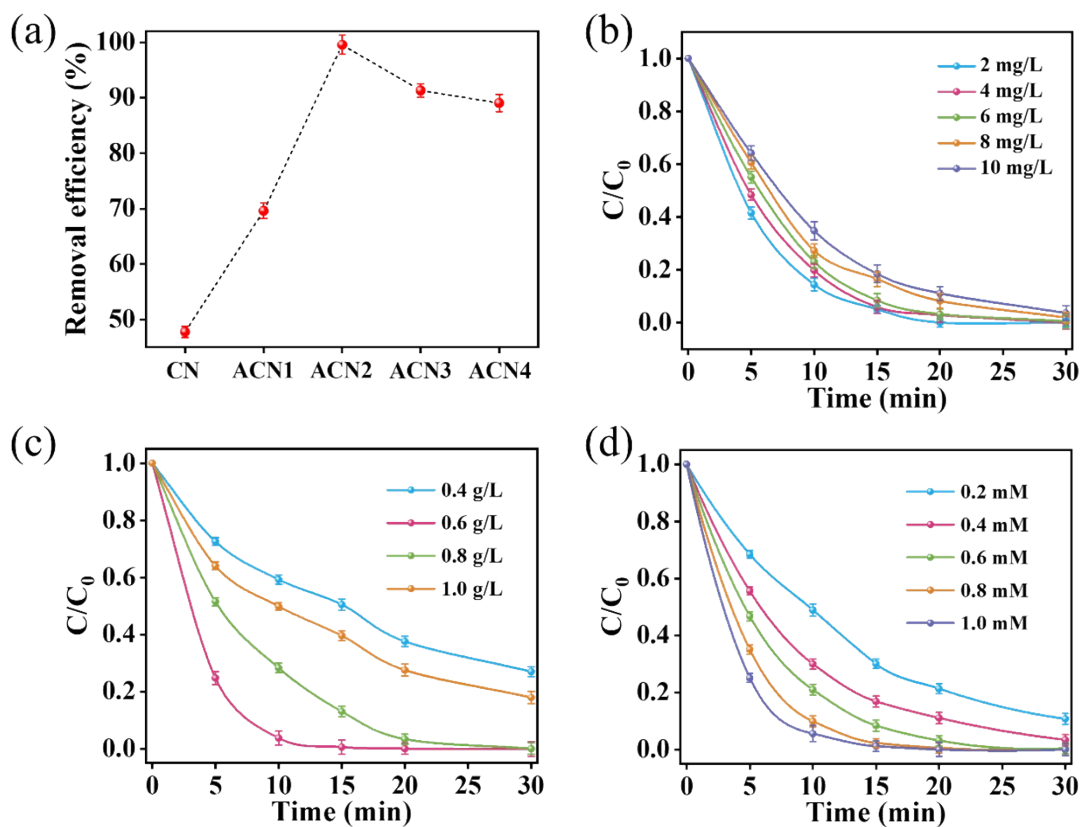 (a)
Removal efficiency (%)
100
90
80
70
60
50
CN ACN1 ACN2 ACN3 ACN4
(b)
C/C0
1.0
0.8
0.6
0.4
0.2
0.0
2 mg/L
4 mg/L
6 mg/L
8 mg/L
10 mg/L
0 5 10 15 20 25 30
Time (min)
(c)
C/C0
1.0
0.8
0.6
0.4
0.2
0.0
0.4 g/L
0.6 g/L
0.8 g/L
1.0 g/L
0 5 10 15 20 25 30
Time (min)
(d)
C/C0
1.0
0.8
0.6
0.4
0.2
0.0
0.2 mM
0.4 mM
0.6 mM
0.8 mM
1.0 mM
0 5 10 15 20 25 30
Time (min)